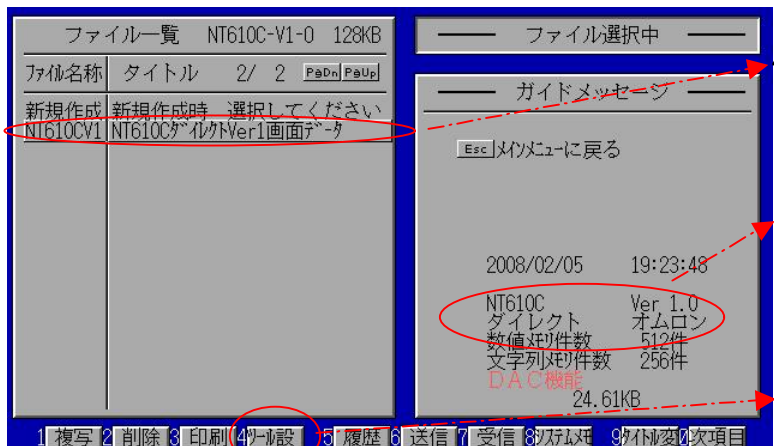 ファイル一覧 NT610C-V1-0 128KB
ﾌｧｲﾙ名称 タイトル 2/ 2 PaDn PaUp
新規作成 新規作成時 選択してください
NT610CV1 NT610CﾀﾞｲﾚｸﾄVer1画面ﾃﾞｰﾀ
ファイル選択中
ガイドメッセージ
Esc ﾒｲﾝﾒﾆｭｰに戻る
2008/02/05 19:23:48
NT610C Ver 1.0
ダイレクト オムロン
数値ﾒﾓﾘ件数 512件
文字列ﾒﾓﾘ件数 256件
DAC機能
24.61KB
1 複写 2 削除 3 印刷 4ﾂｰﾙ設 5 履歴 6 送信 7 受信 8ｼｽﾃﾑﾒﾓ 9ﾀｲﾄﾙ変 0次項目